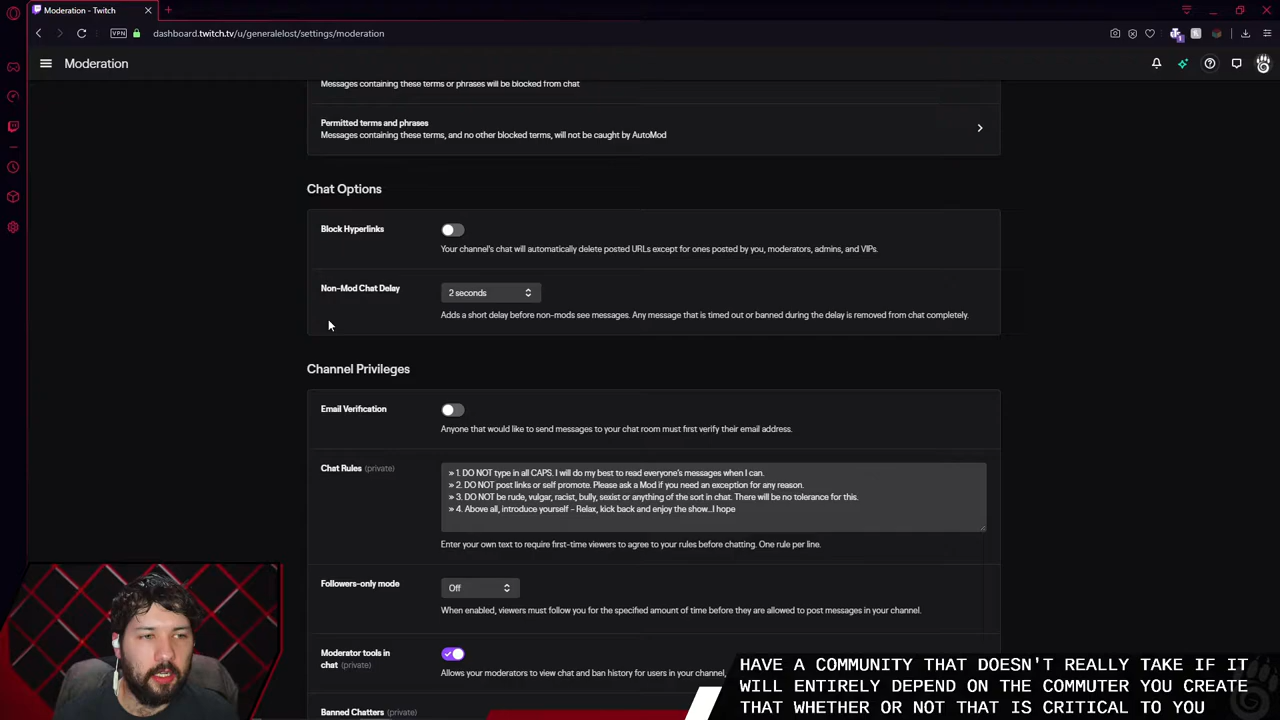 Moderation - Twitch
VPN
dashboard.twitch.tv/u/generalelost/settings/moderation
1
Moderation
Messages containing these terms or phrases will be blocked from chat
Permitted terms and phrases
Messages containing these terms, and no other blocked terms, will not be caught by AutoMod
Chat Options
Block Hyperlinks
Your channel's chat will automatically delete posted URLs except for ones posted by you, moderators, admins, and VIPs.
Non-Mod Chat Delay
2 seconds
Adds a short delay before non-mods see messages. Any message that is timed out or banned during the delay is removed from chat completely.
Channel Privileges
Email Verification
Anyone that would like to send messages to your chat room must first verify their email address.
Chat Rules (private)
» 1. DO NOT type in all CAPS. I will do my best to read everyone's messages when I can.
» 2. DO NOT post links or self promote. Please ask a Mod if you need an exception for any reason.
» 3. DO NOT be rude, vulgar, racist, bully, sexist or anything of the sort in chat. There will be no tolerance for this.
» 4. Above all, introduce yourself - Relax, kick back and enjoy the show...I hope
Enter your own text to require first-time viewers to agree to your rules before chatting. One rule per line.
Followers-only mode
Off
When enabled, viewers must follow you for the specified amount of time before they are allowed to post messages in your channel.
Moderator tools in
chat (private)
Allows your moderators to view chat and ban history for users in your channel,
Banned Chatters (private)
HAVE A COMMUNITY THAT DOESN'T REALLY TAKE IF IT
WILL ENTIRELY DEPEND ON THE COMMUTER YOU CREATE
THAT WHETHER OR NOT THAT IS CRITICAL TO YOU